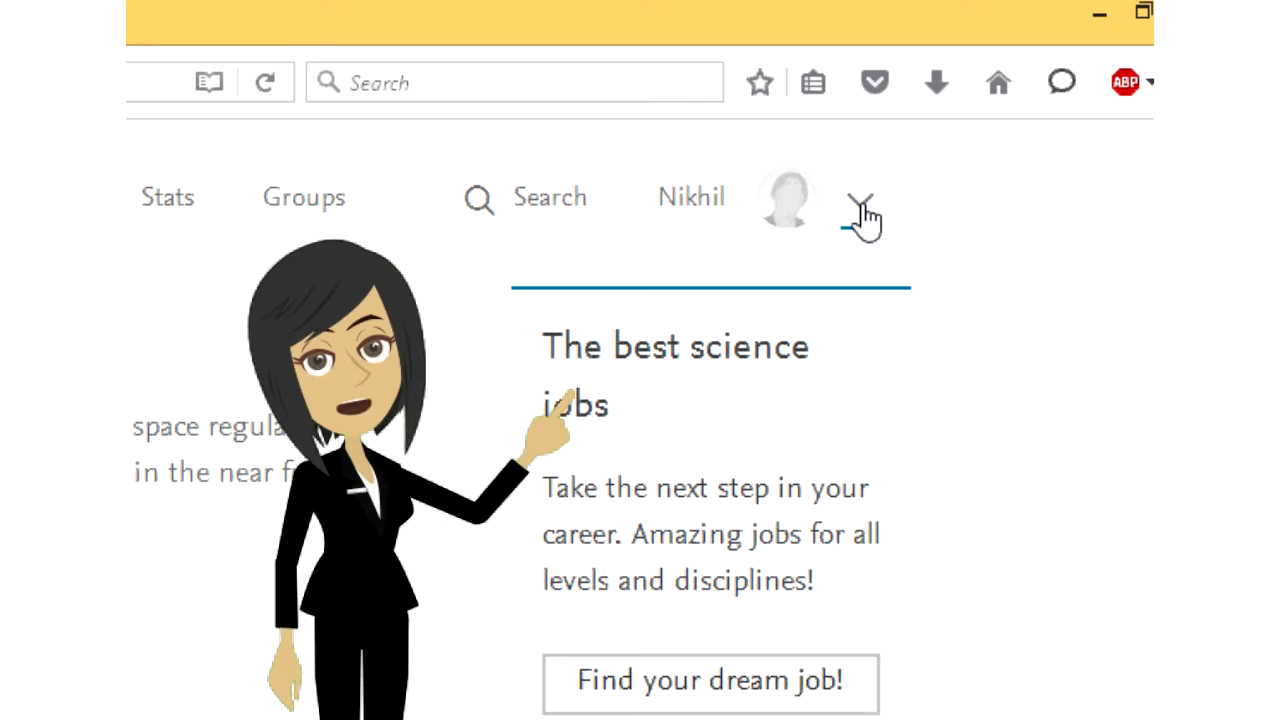 Search
ABP
Stats Groups Search Nikhil
The best science
jobs
space regula
in the near f
Take the next step in your
career. Amazing jobs for all
levels and disciplines!
Find your dream job!